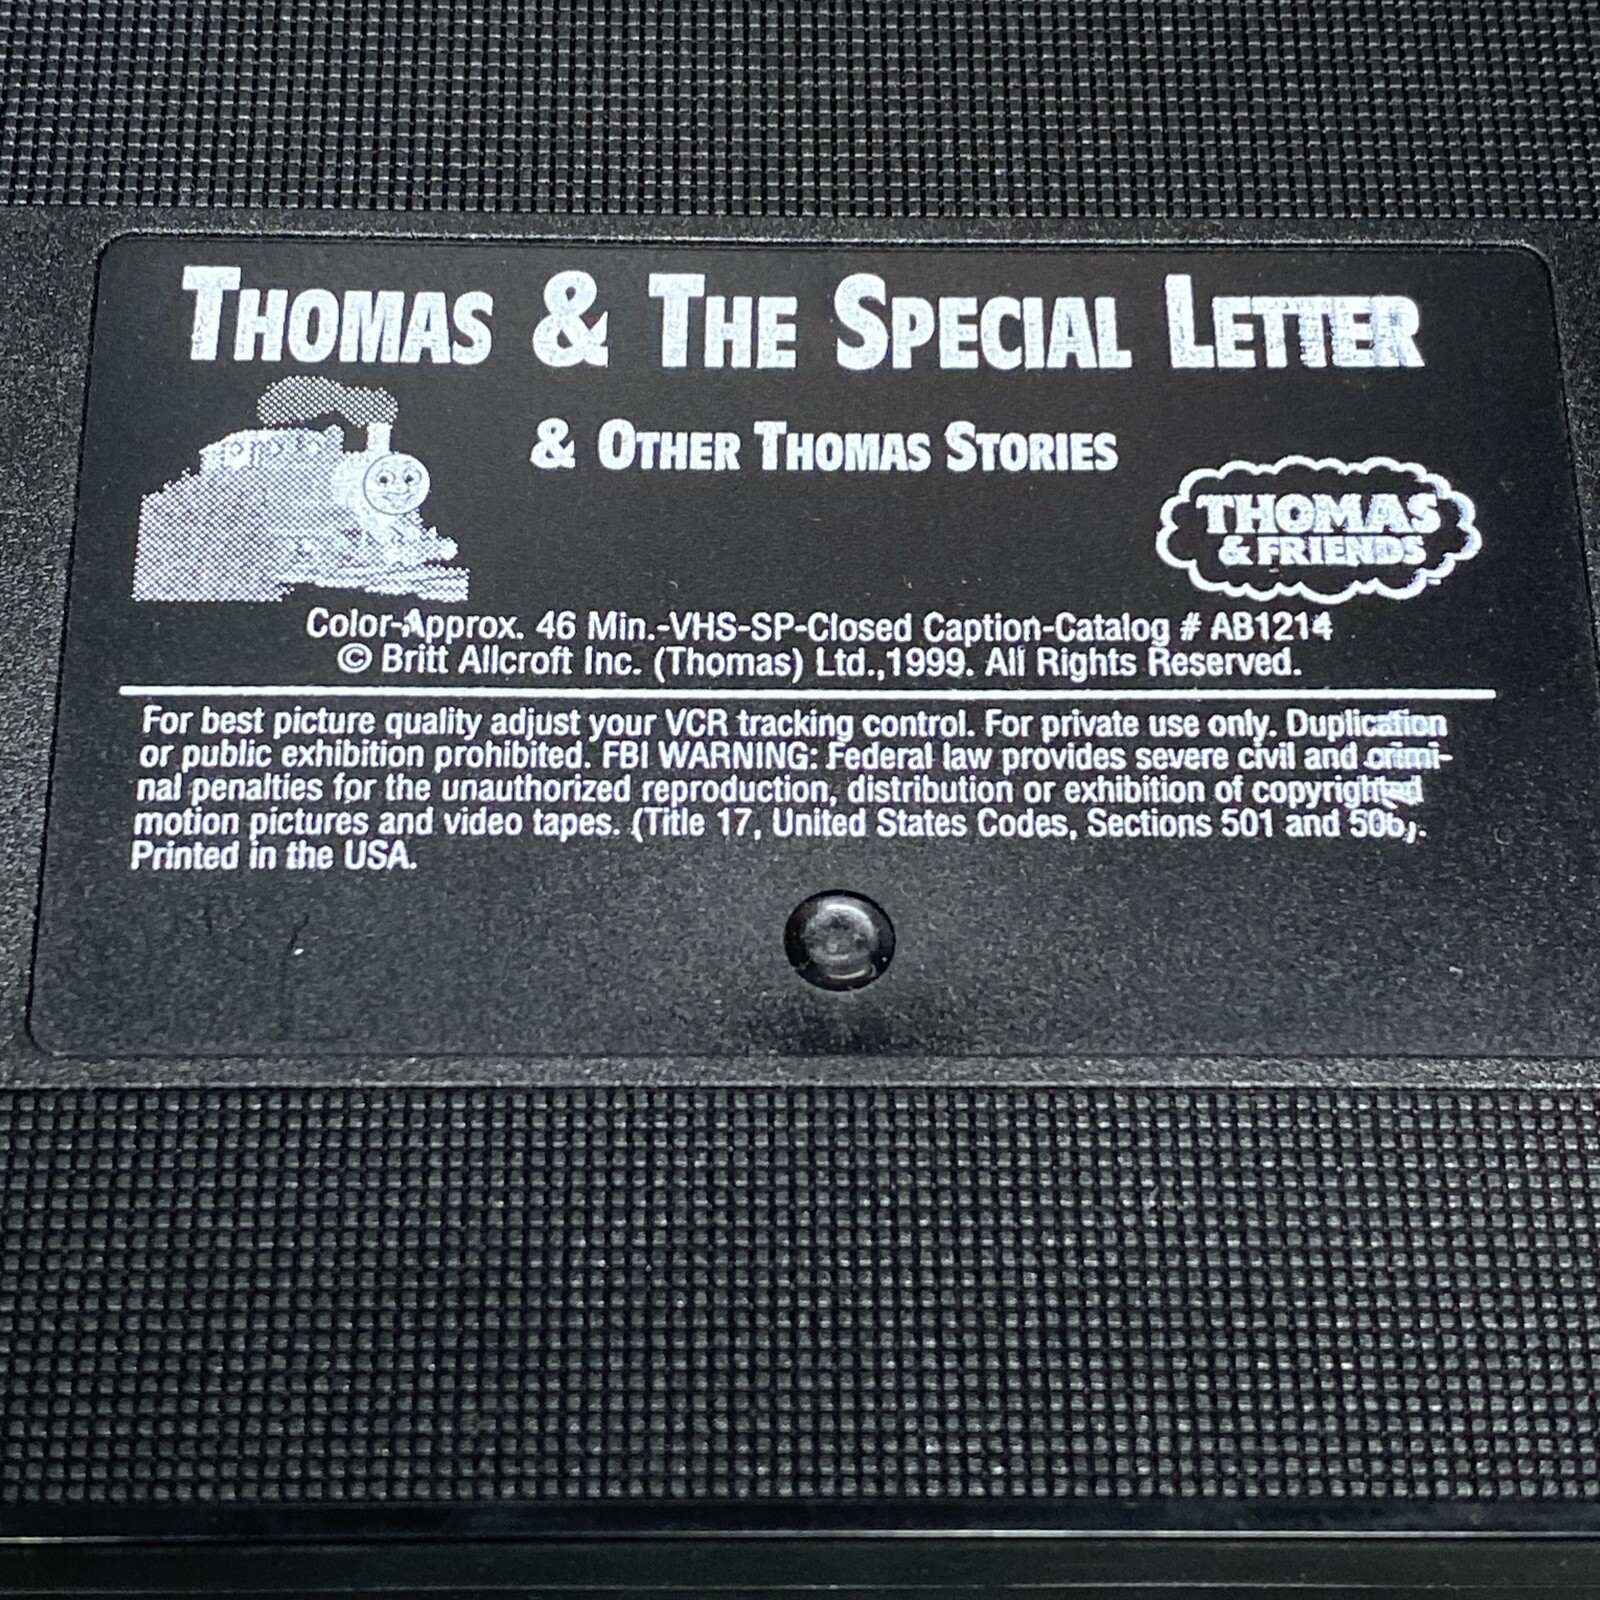 THOMAS & THE SPECIAL LETTER
& OTHER THOMAS STORIES
THOMAS
& FRIENDS
Color-Approx. 46 Min.-VHS-SP-Closed Caption-Catalog # AB1214
© Britt Allcroft Inc. (Thomas) Ltd.,1999. All Rights Reserved.
For best picture quality adjust your VCR tracking control. For private use only. Duplication
or public exhibition prohibited. FBI WARNING: Federal law provides severe civil and crimi-
nal penalties for the unauthorized reproduction, distribution or exhibition of copyrighted
motion pictures and video tapes. (Title 17, United States Codes, Sections 501 and 506).
Printed in the USA.